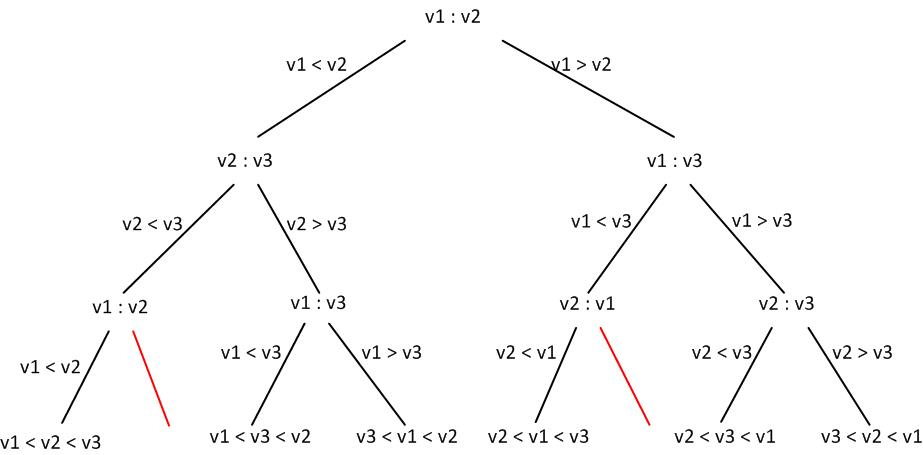 v1 : v2
v1 < v2
v1 > v2
v2 : v3
v1 : v3
v2 < v3
v2 > v3
v1 < v3
v1 > v3
v1 : v2
v1 : v3
v2 : v1
v2 : v3
v1 < v2
v1 < v3
v1 > v3
v2 < v1
v2 < v3
v2 > v3
v1 < v2 < v3
v1 < v3 < v2
v3 < v1 < v2
v2 < v1 < v3
v2 < v3 < v1
v3 < v2 < v1